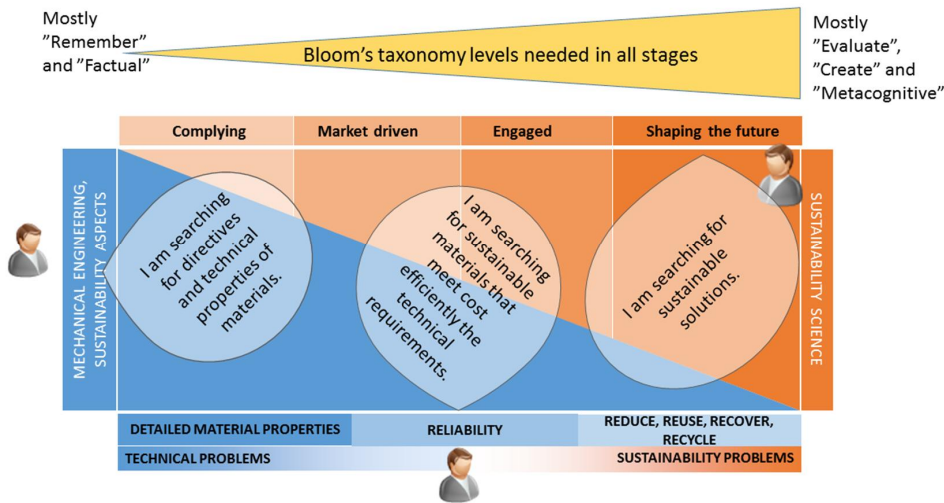 Mostly
”Remember”
and ”Factual”
Bloom’s taxonomy levels needed in all stages
Mostly
”Evaluate”,
”Create” and
”Metacognitive”
Complying
Market driven
Engaged
Shaping the future
MECHANICAL ENGINEERING,
SUSTAINABILITY ASPECTS
I am searching
for directives
and technical
properties of
materials.
I am searching
for sustainable
materials that
meet cost
efficiently the
technical
requirements.
I am searching for
sustainable
solutions.
SUSTAINABILITY SCIENCE
DETAILED MATERIAL PROPERTIES
RELIABILITY
REDUCE, REUSE, RECOVER,
RECYCLE
TECHNICAL PROBLEMS
SUSTAINABILITY PROBLEMS